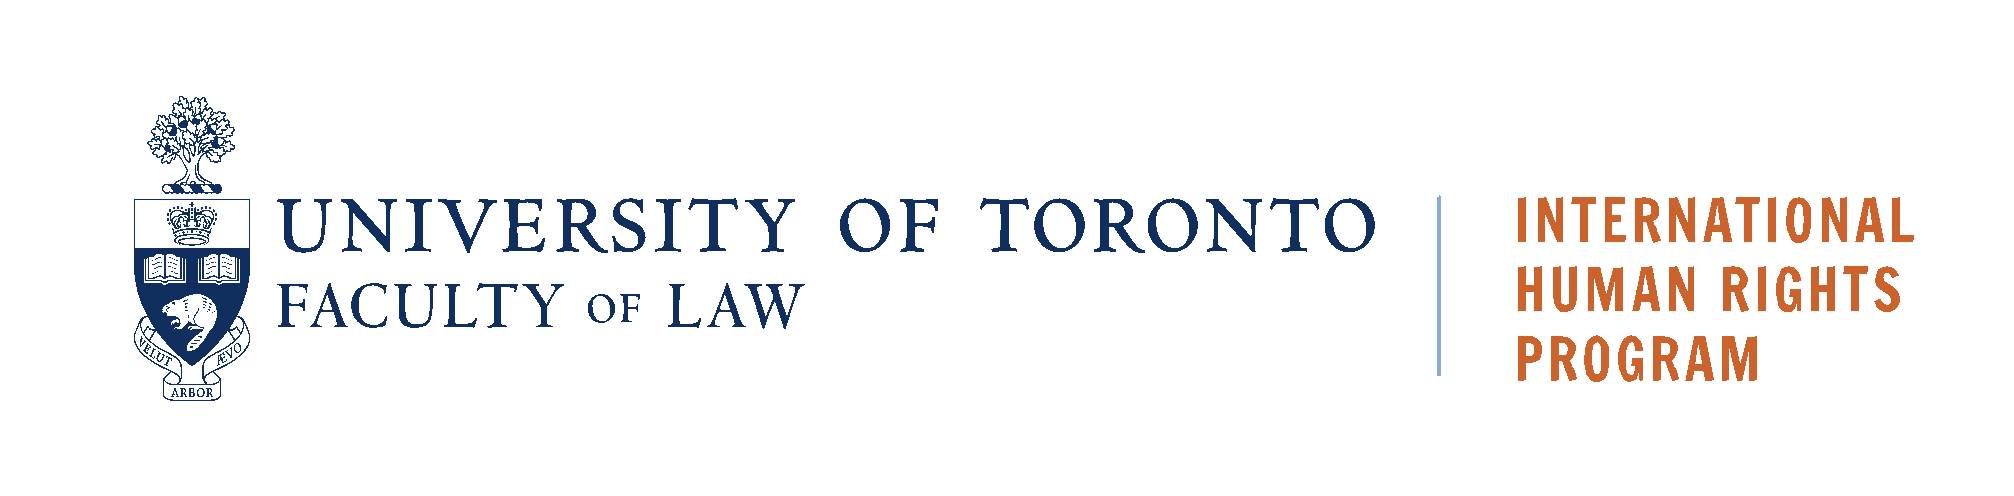 UNIVERSITY OF TORONTO
FACULTY OF LAW
VELUT ARBOR ÆVO
INTERNATIONAL
HUMAN RIGHTS
PROGRAM